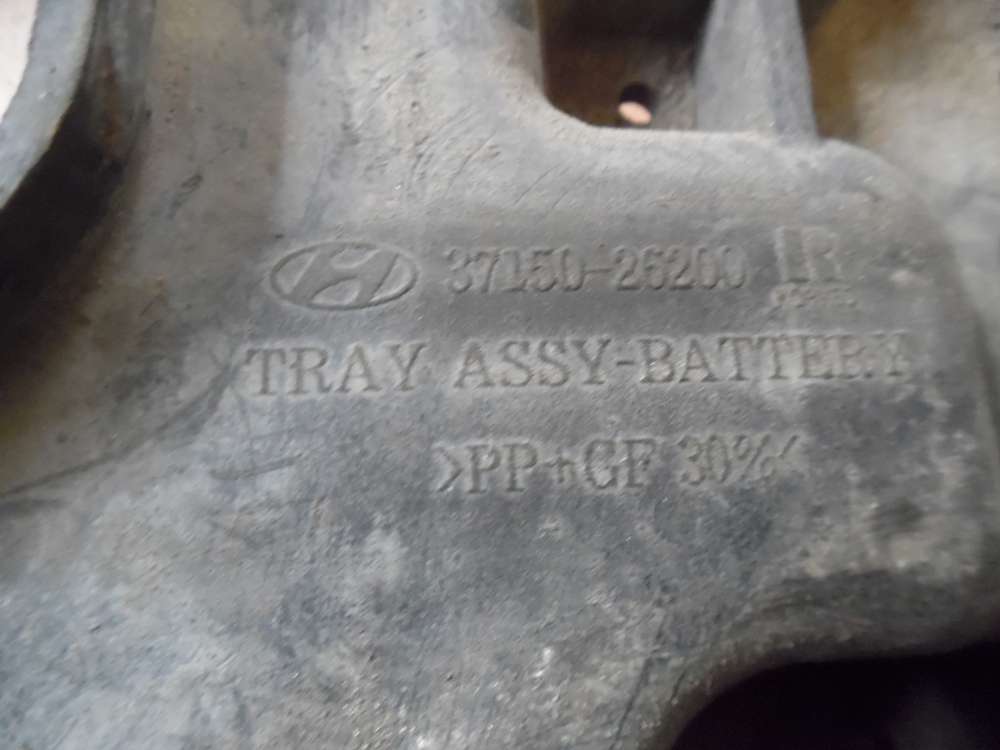 37150-26200
TRAY ASSY-BATTERY
>PP+GF 30%<